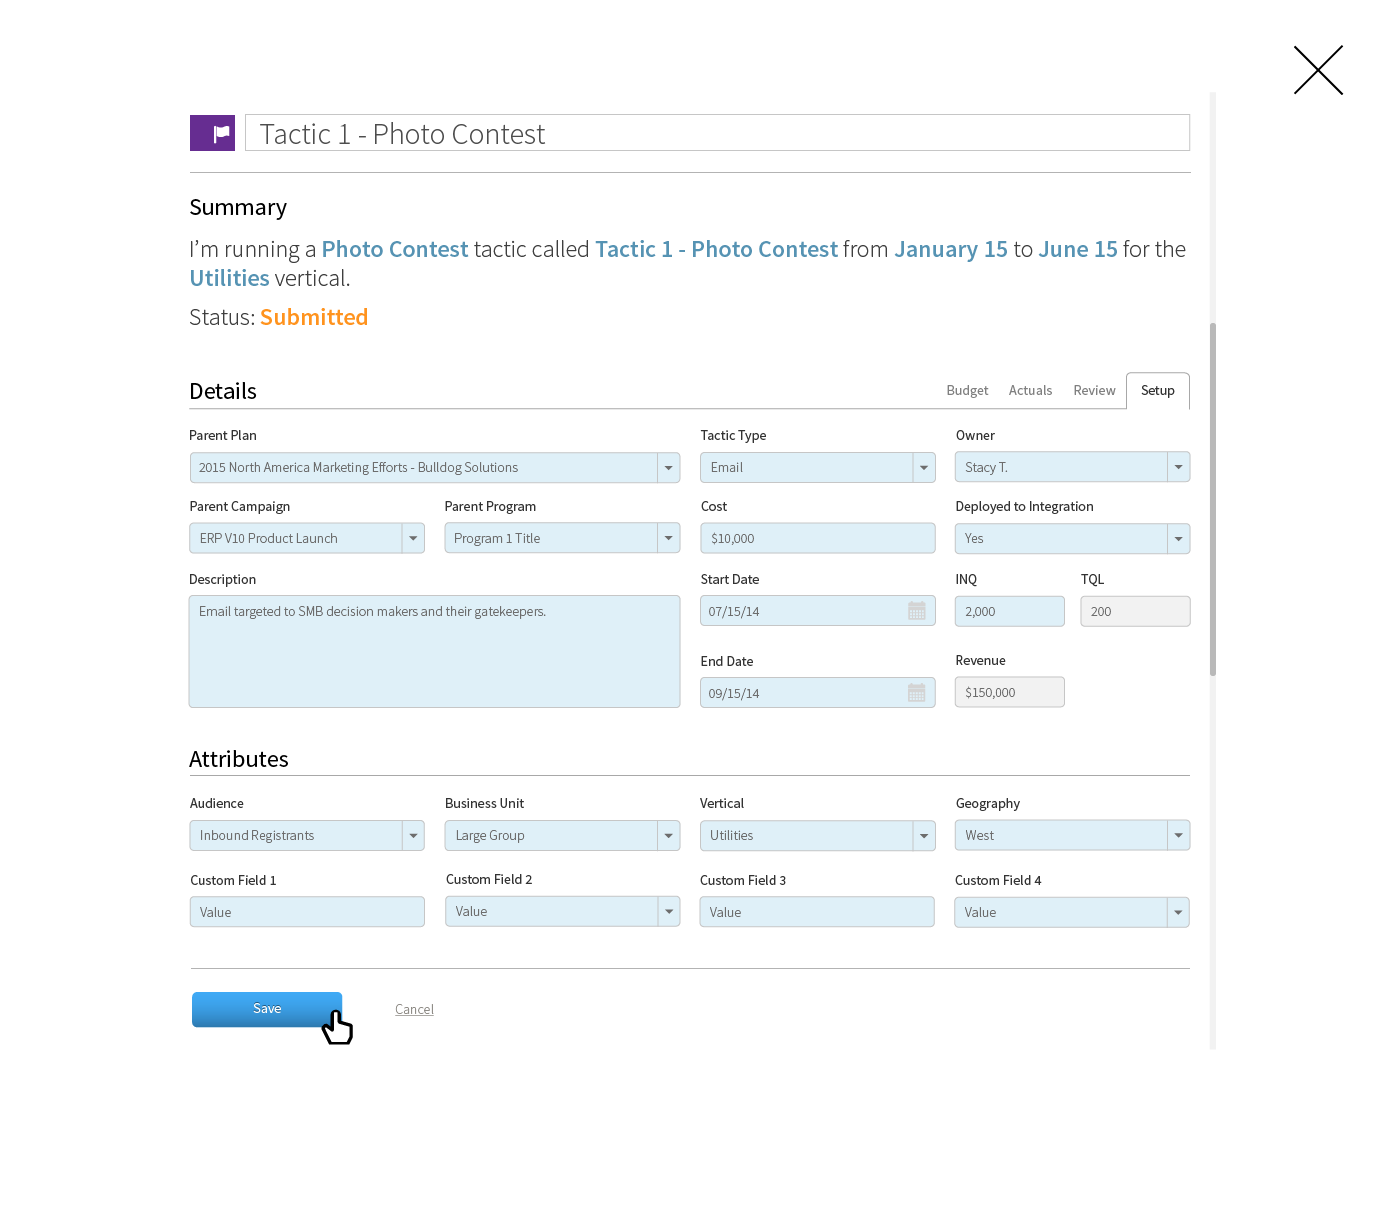 Tactic 1 - Photo Contest
Summary
I’m running a Photo Contest tactic called Tactic 1 - Photo Contest from January 15 to June 15 for the
Utilities vertical.
Status: Submitted
Details
Budget Actuals Review Setup
Parent Plan Tactic Type Owner
2015 North America Marketing Efforts - Bulldog Solutions Email Stacy T.
Parent Campaign Parent Program Cost Deployed to Integration
ERP V10 Product Launch Program 1 Title $10,000 Yes
Description Start Date INQ TQL
Email targeted to SMB decision makers and their gatekeepers. 07/15/14 2,000 200
End Date Revenue
09/15/14 $150,000
Attributes
Audience Business Unit Vertical Geography
Inbound Registrants Large Group Utilities West
Custom Field 1 Custom Field 2 Custom Field 3 Custom Field 4
Value Value Value Value
Save Cancel